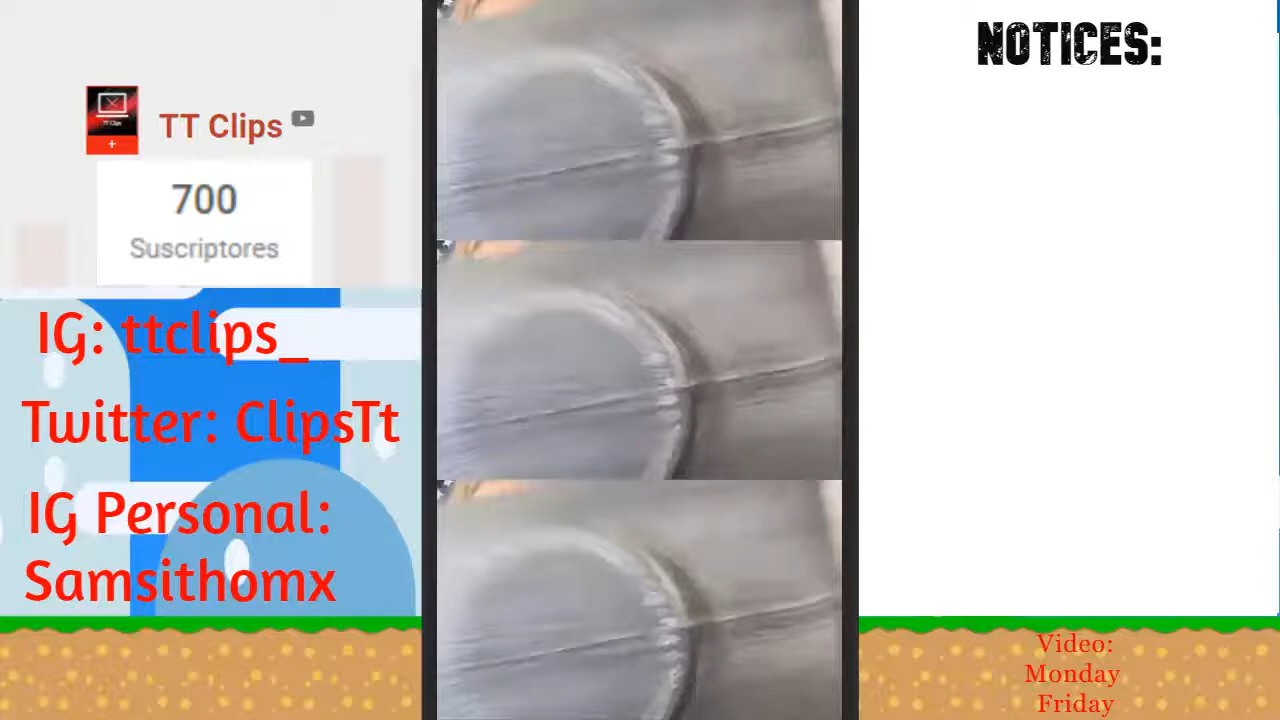 TT Clips
700
Suscriptores
IG: ttclips_
Twitter: ClipsTt
IG Personal:
Samsithomx
NOTICES:
Video:
Monday
Friday